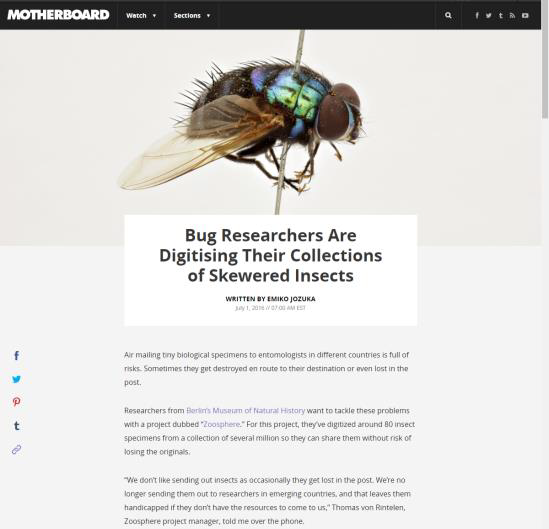 MOTHERBOARD Watch Sections
Bug Researchers Are
Digitising Their Collections
of Skewered Insects
WRITTEN BY EMIKO JOZUKA
July 1, 2016 // 07:00 AM EST
Air mailing tiny biological specimens to entomologists in different countries is full of
risks. Sometimes they get destroyed en route to their destination or even lost in the
post.
Researchers from Berlin's Museum of Natural History want to tackle these problems
with a project dubbed "Zoosphere." For this project, they've digitized around 80 insect
specimens from a collection of several million so they can share them without risk of
losing the originals.
"We don't like sending out insects as occasionally they get lost in the post. We're no
longer sending them out to researchers in emerging countries, and that leaves them
handicapped if they don't have the resources to come to us," Thomas von Rintelen,
Zoosphere project manager, told me over the phone.